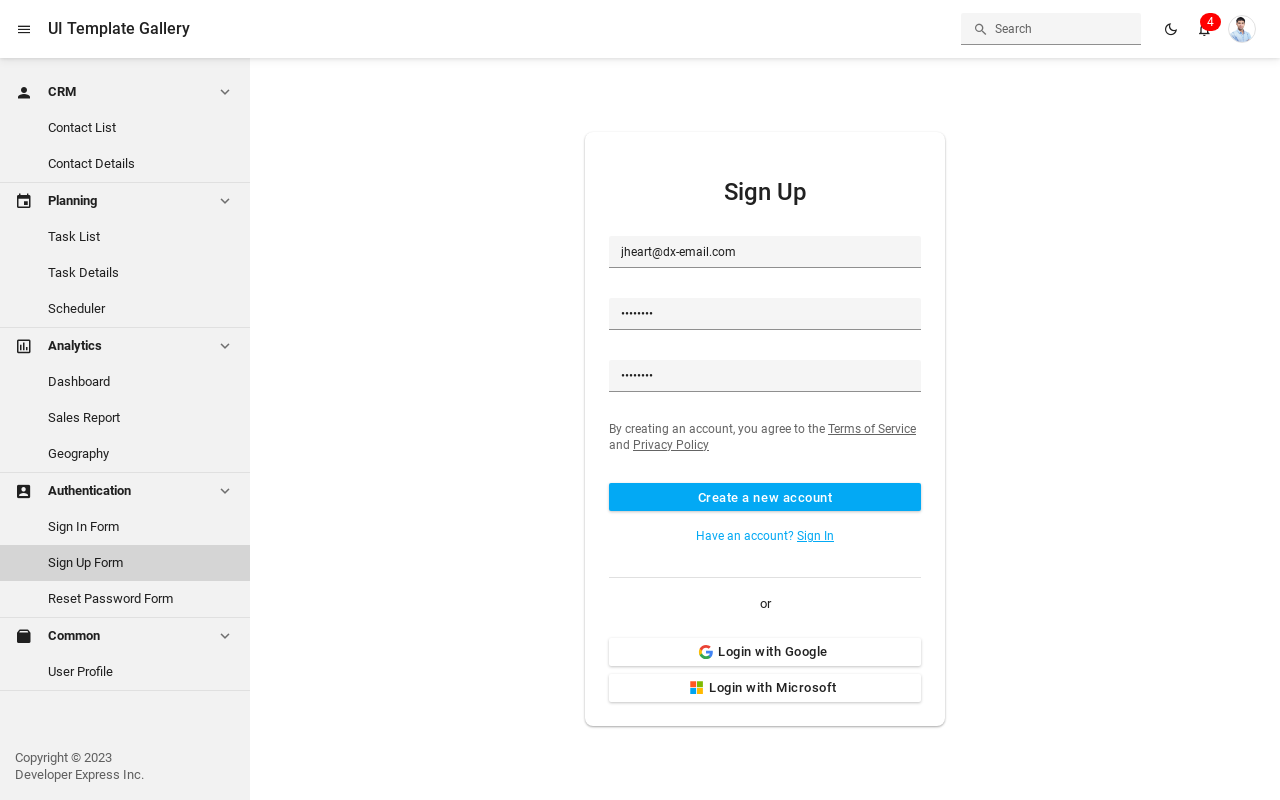 UI Template Gallery
Search
4
CRM
Contact List
Contact Details
Planning
Task List
Task Details
Scheduler
Analytics
Dashboard
Sales Report
Geography
Authentication
Sign In Form
Sign Up Form
Reset Password Form
Common
User Profile
Copyright © 2023
Developer Express Inc.
Sign Up
jheart@dx-email.com
••••••••
••••••••
By creating an account, you agree to the Terms of Service
and Privacy Policy
Create a new account
Have an account? Sign In
or
Login with Google
Login with Microsoft